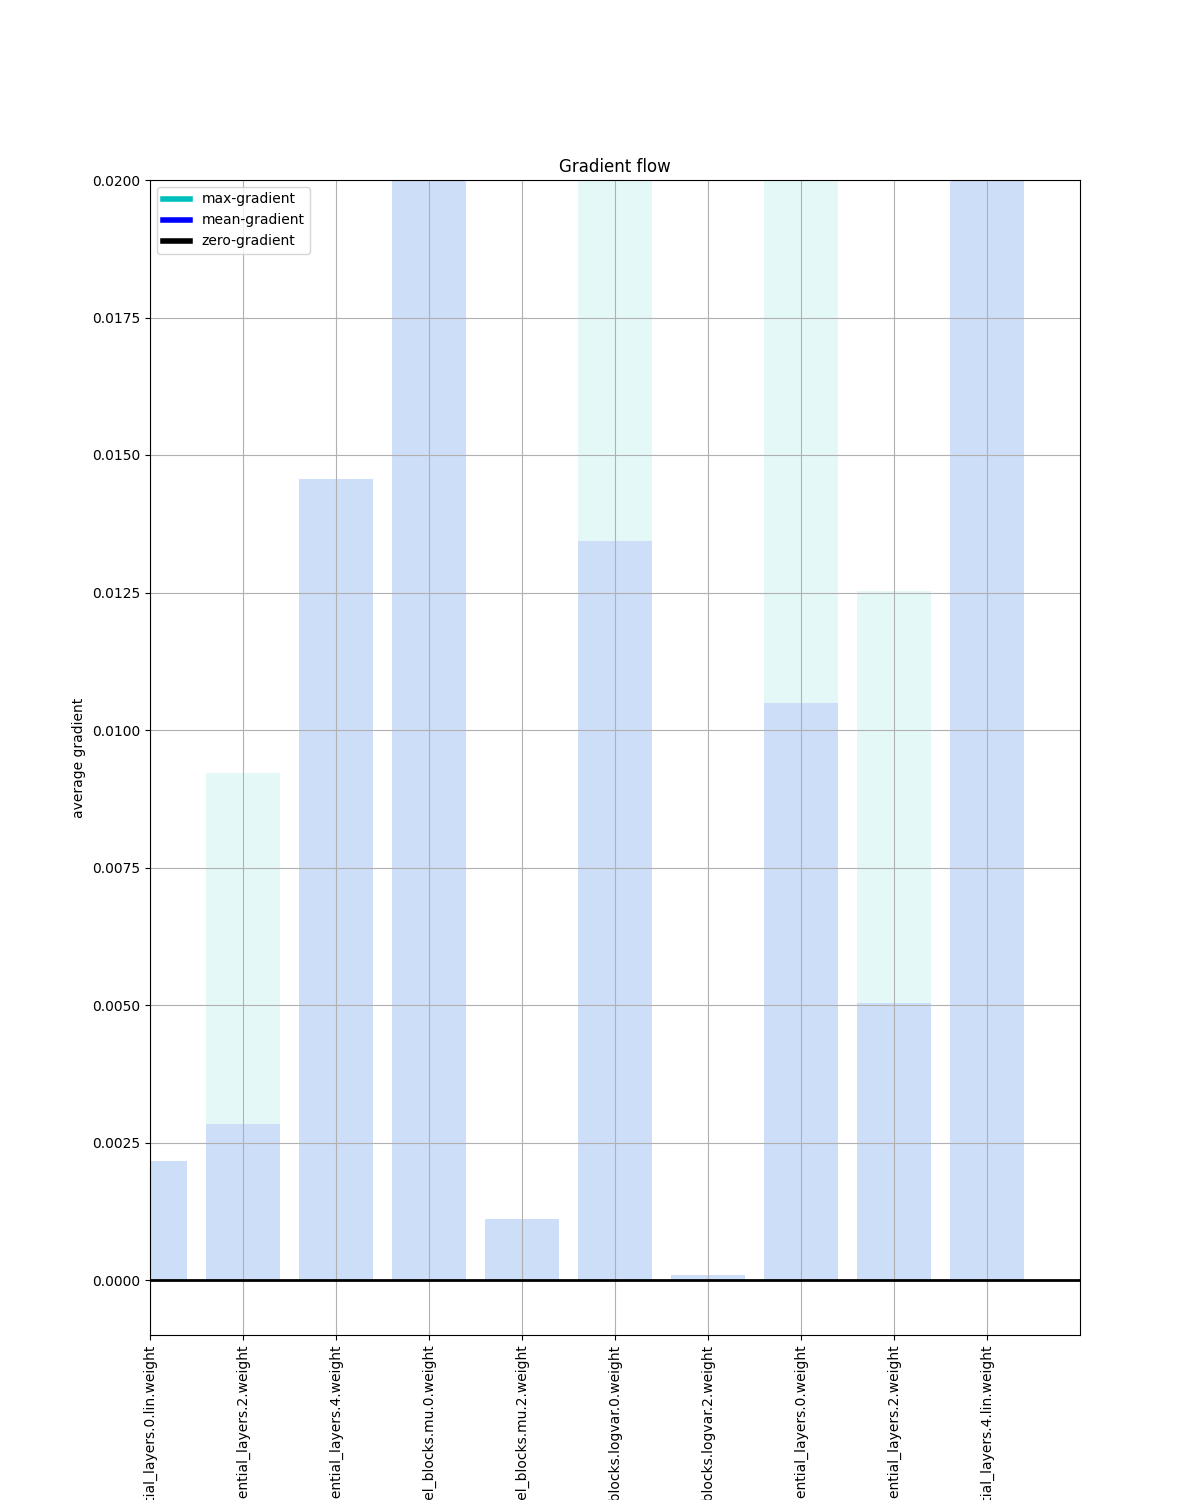 Gradient flow
max-gradient
mean-gradient
zero-gradient
0.0200
0.0175
0.0150
0.0125
0.0100
0.0075
0.0050
0.0025
0.0000
average gradient
tial_layers.0.lin.weight
ential_layers.2.weight
ential_layers.4.weight
el_blocks.mu.0.weight
el_blocks.mu.2.weight
blocks.logvar.0.weight
blocks.logvar.2.weight
ential_layers.0.weight
ential_layers.2.weight
tial_layers.4.lin.weight